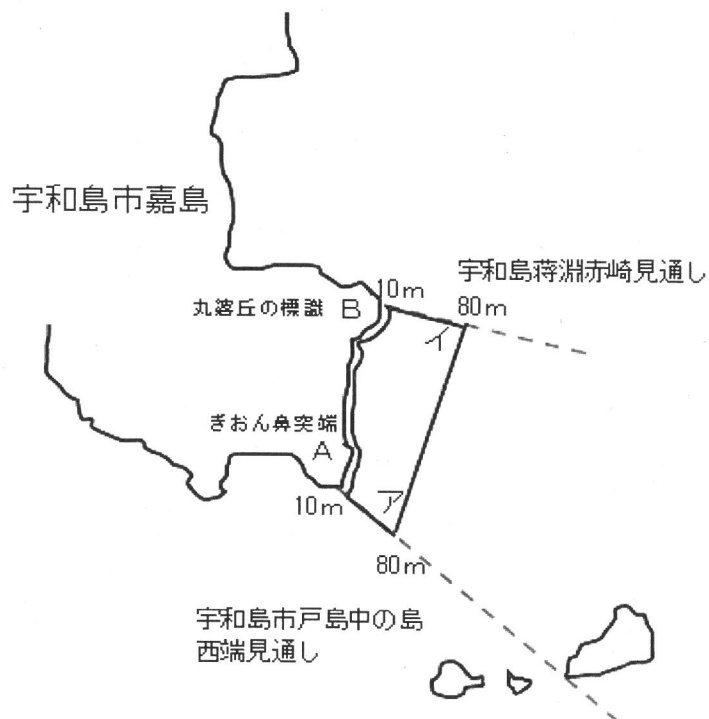 宇和島市嘉島
宇和島蒋淵赤崎見通し
10m
80m
丸碆丘の標識
B
イ
ぎおん鼻突端
A
10m
ア
80m
宇和島市戸島中の島
西端見通し